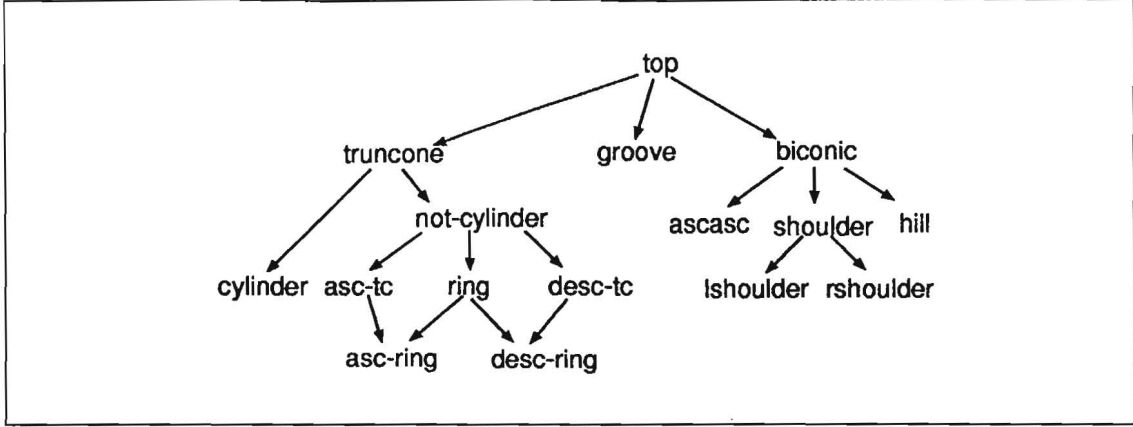 top
truncone groove biconic
not-cylinder ascasc shoulder hill
cylinder asc-tc ring desc-tc lshoulder rshoulder
asc-ring desc-ring